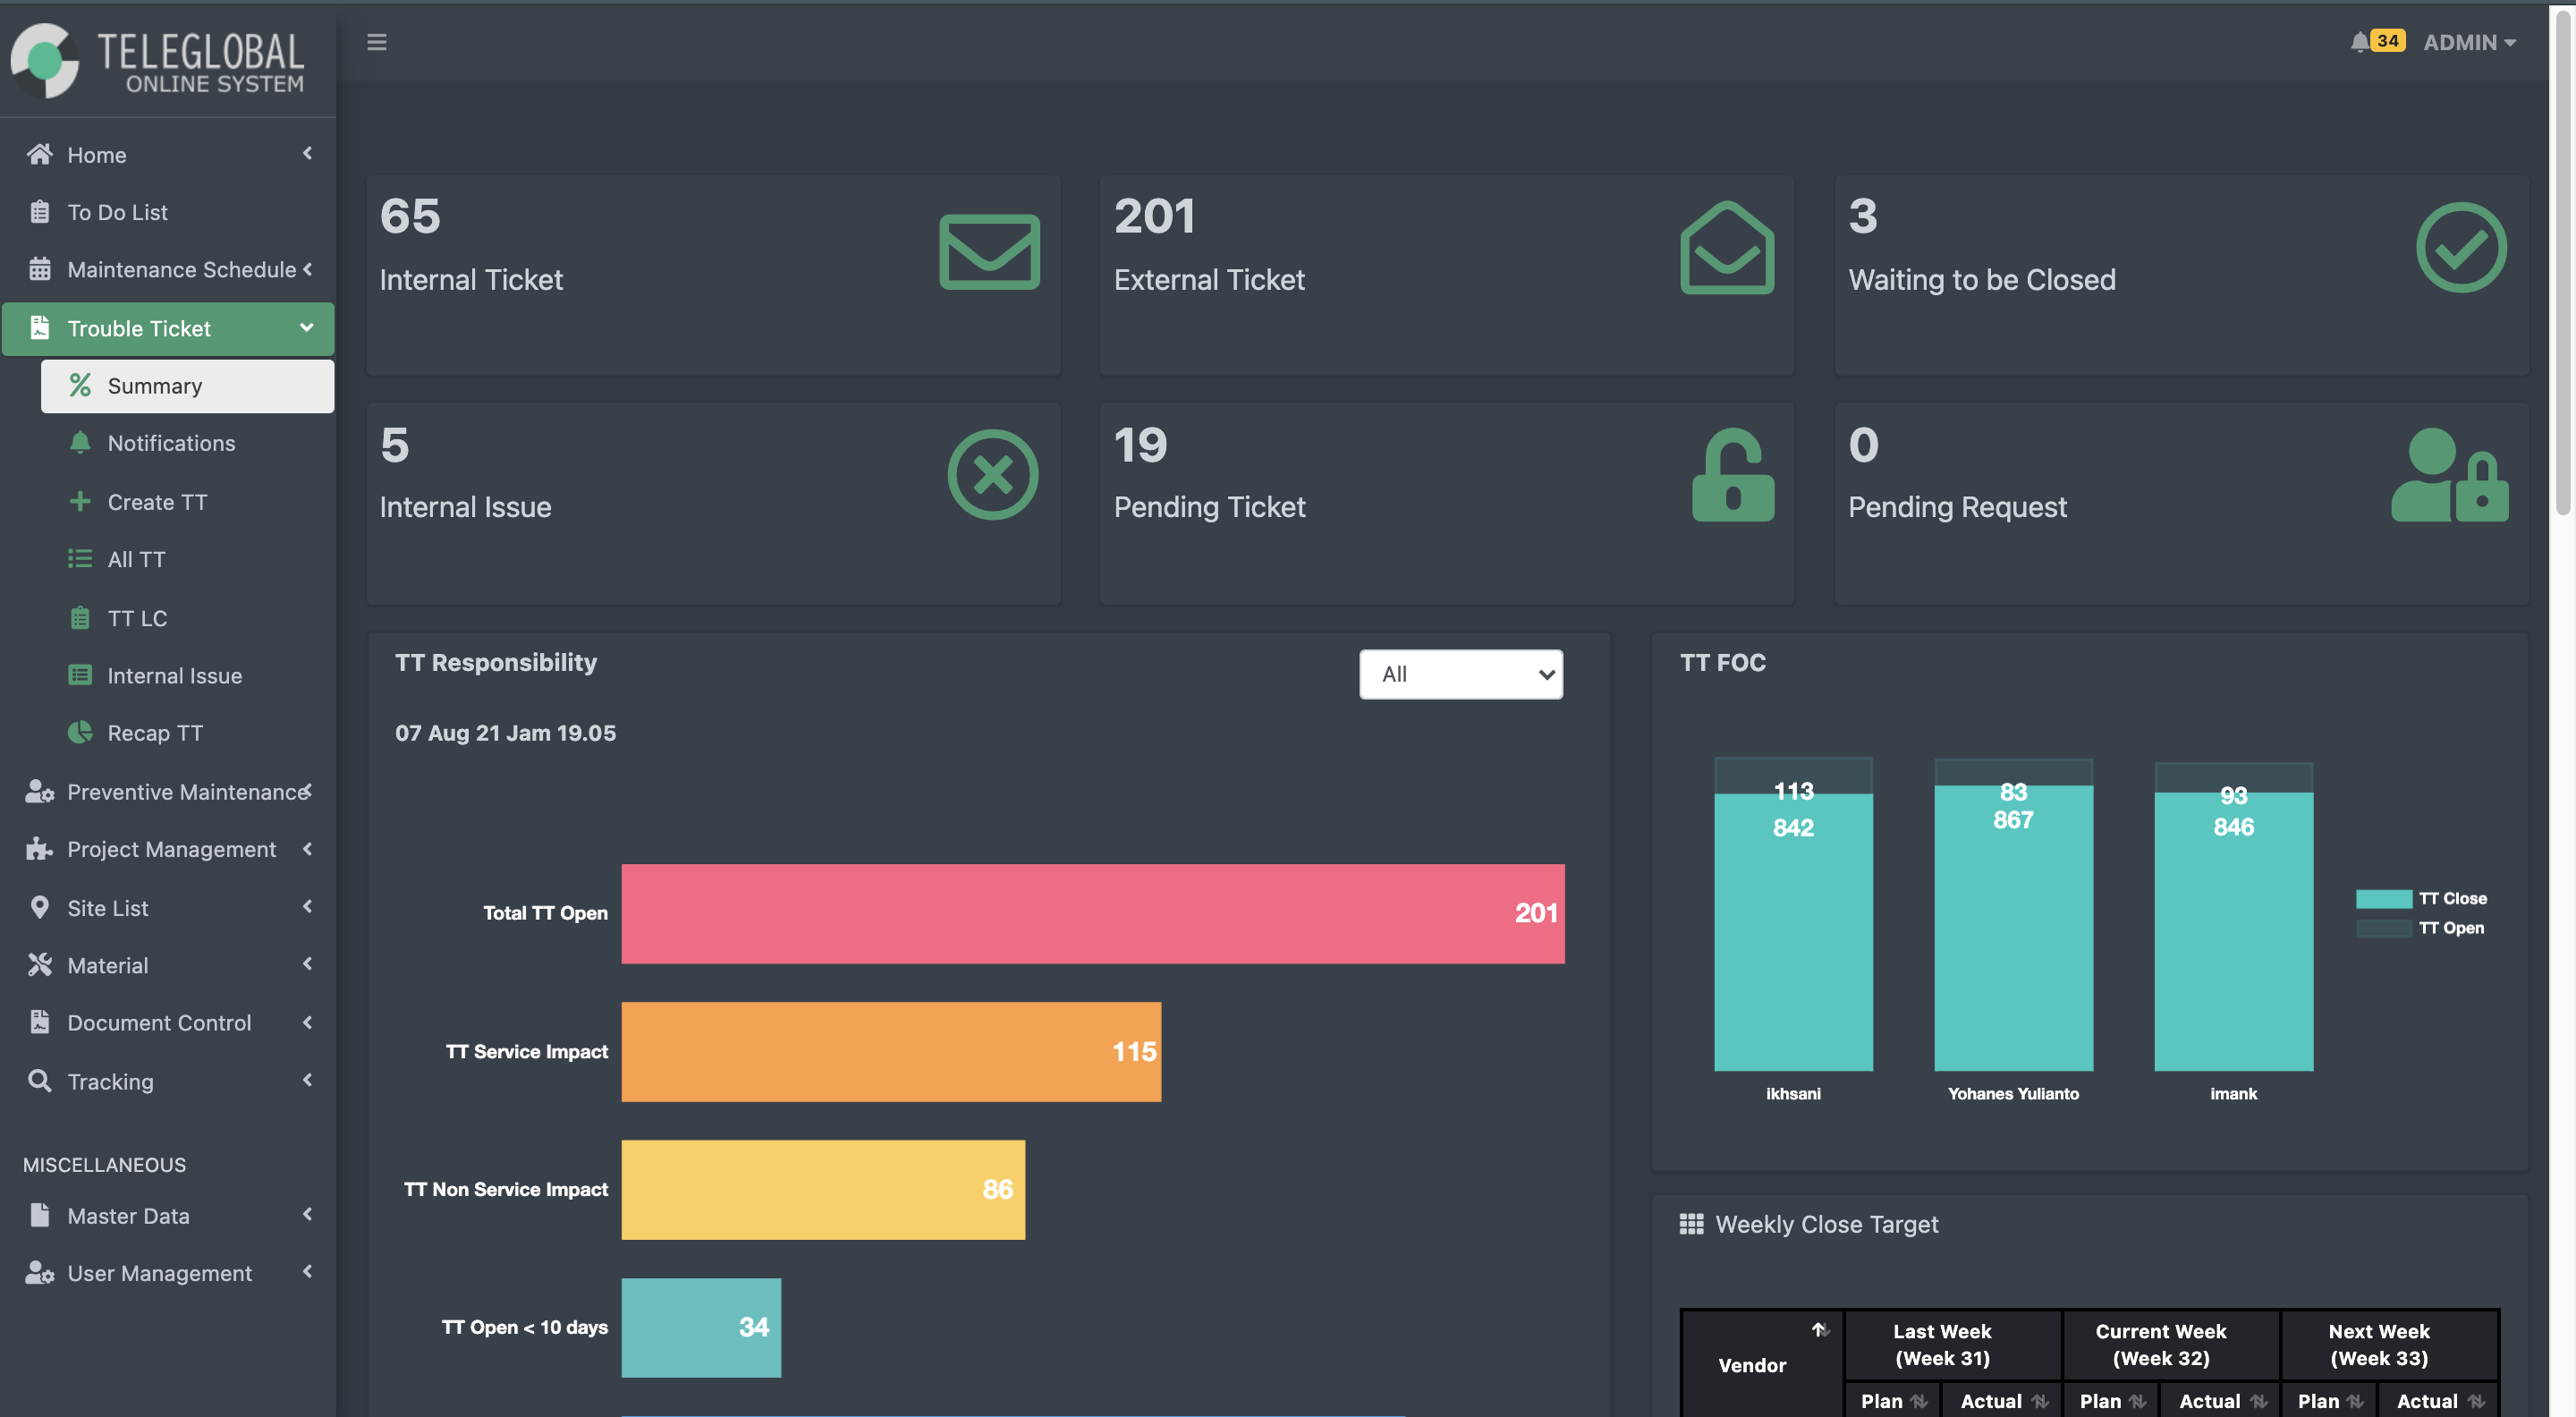 TELEGLOBAL
ONLINE SYSTEM
34
ADMIN
Home
To Do List
Maintenance Schedule
Trouble Ticket
Summary
Notifications
Create TT
All TT
TT LC
Internal Issue
Recap TT
Preventive Maintenance
Project Management
Site List
Material
Document Control
Tracking
MISCELLANEOUS
Master Data
User Management
65
Internal Ticket
201
External Ticket
3
Waiting to be Closed
5
Internal Issue
19
Pending Ticket
0
Pending Request
TT Responsibility
All
07 Aug 21 Jam 19.05
Total TT Open
201
TT Service Impact
115
TT Non Service Impact
86
TT Open < 10 days
34
TT FOC
113
842
83
867
93
846
ikhsani
Yohanes Yulianto
imank
TT Close
TT Open
Weekly Close Target
Vendor
Last Week
(Week 31)
Current Week
(Week 32)
Next Week
(Week 33)
Plan
Actual
Plan
Actual
Plan
Actual